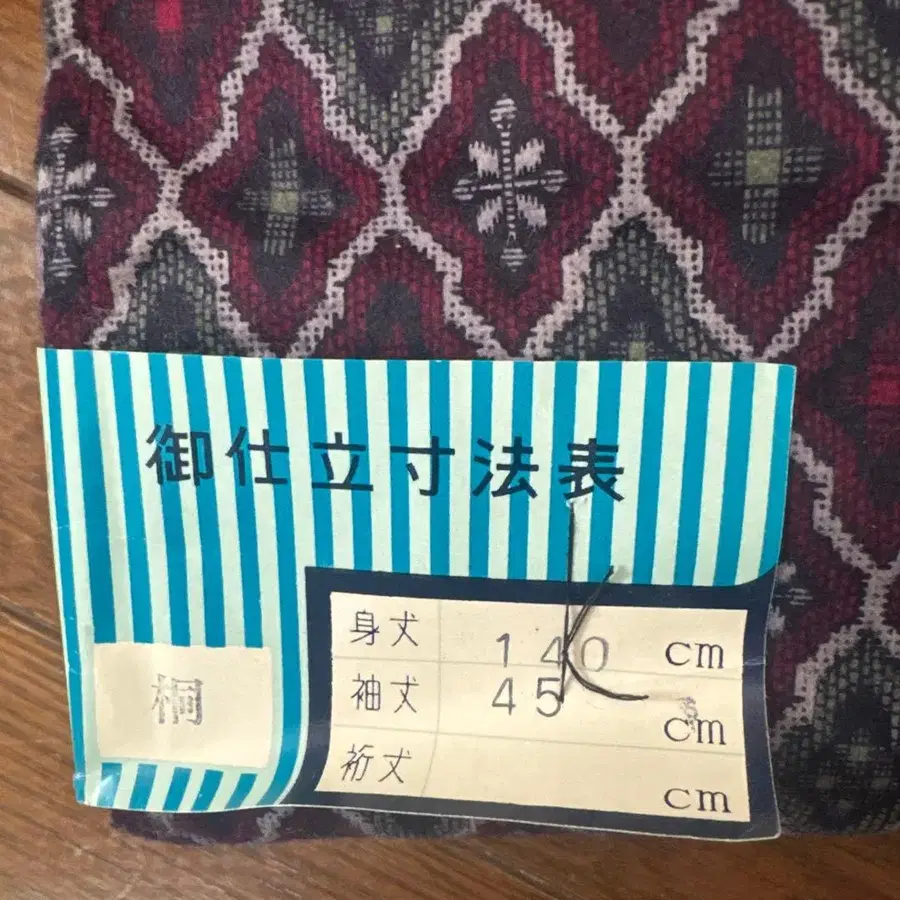 御仕立寸法表
桐
身丈 140 cm
袖丈 45 cm
裄丈 cm